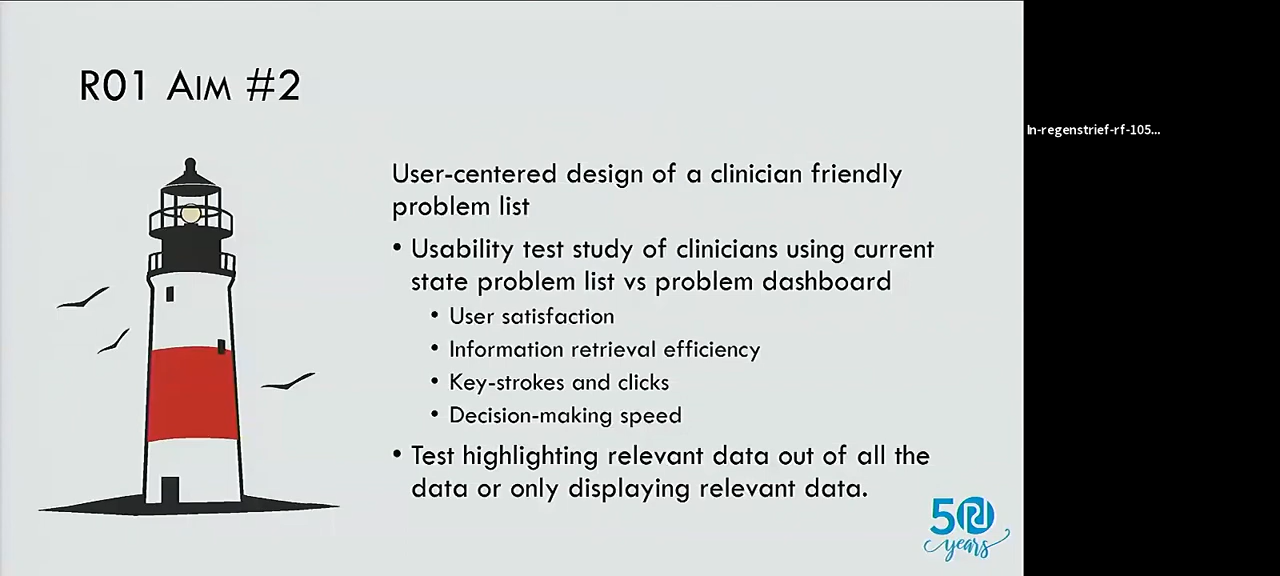 R01 AIM #2
In-regenstrief-rf-105...
User-centered design of a clinician friendly
problem list
• Usability test study of clinicians using current
state problem list vs problem dashboard
• User satisfaction
• Information retrieval efficiency
• Key-strokes and clicks
• Decision-making speed
• Test highlighting relevant data out of all the
data or only displaying relevant data.
50
years